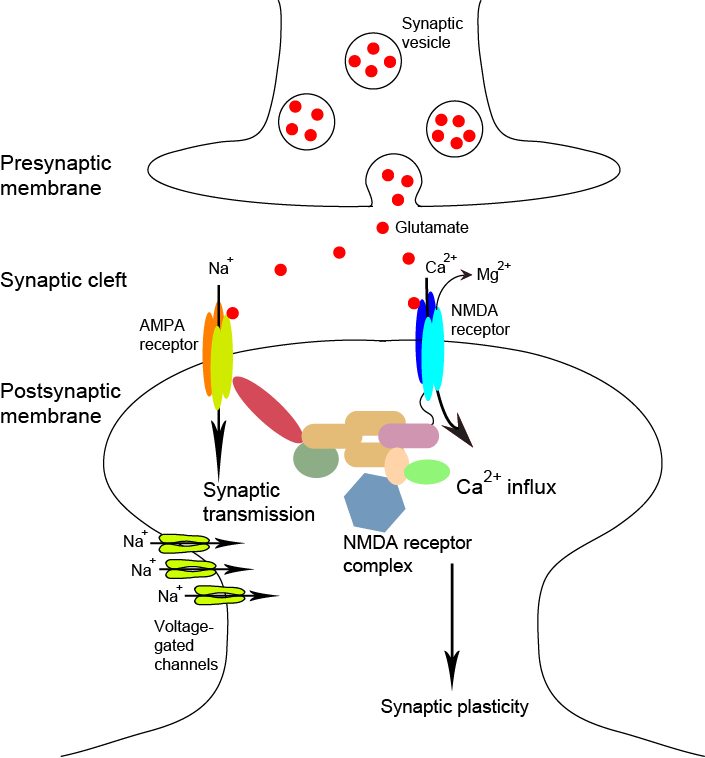 Synaptic
vesicle
Presynaptic
membrane
Glutamate
Synaptic cleft
Na+
Ca2+
Mg2+
AMPA
receptor
NMDA
receptor
Postsynaptic
membrane
Synaptic
transmission
Ca2+ influx
Na+
Na+
Na+
NMDA receptor
complex
Voltage-
gated
channels
Synaptic plasticity